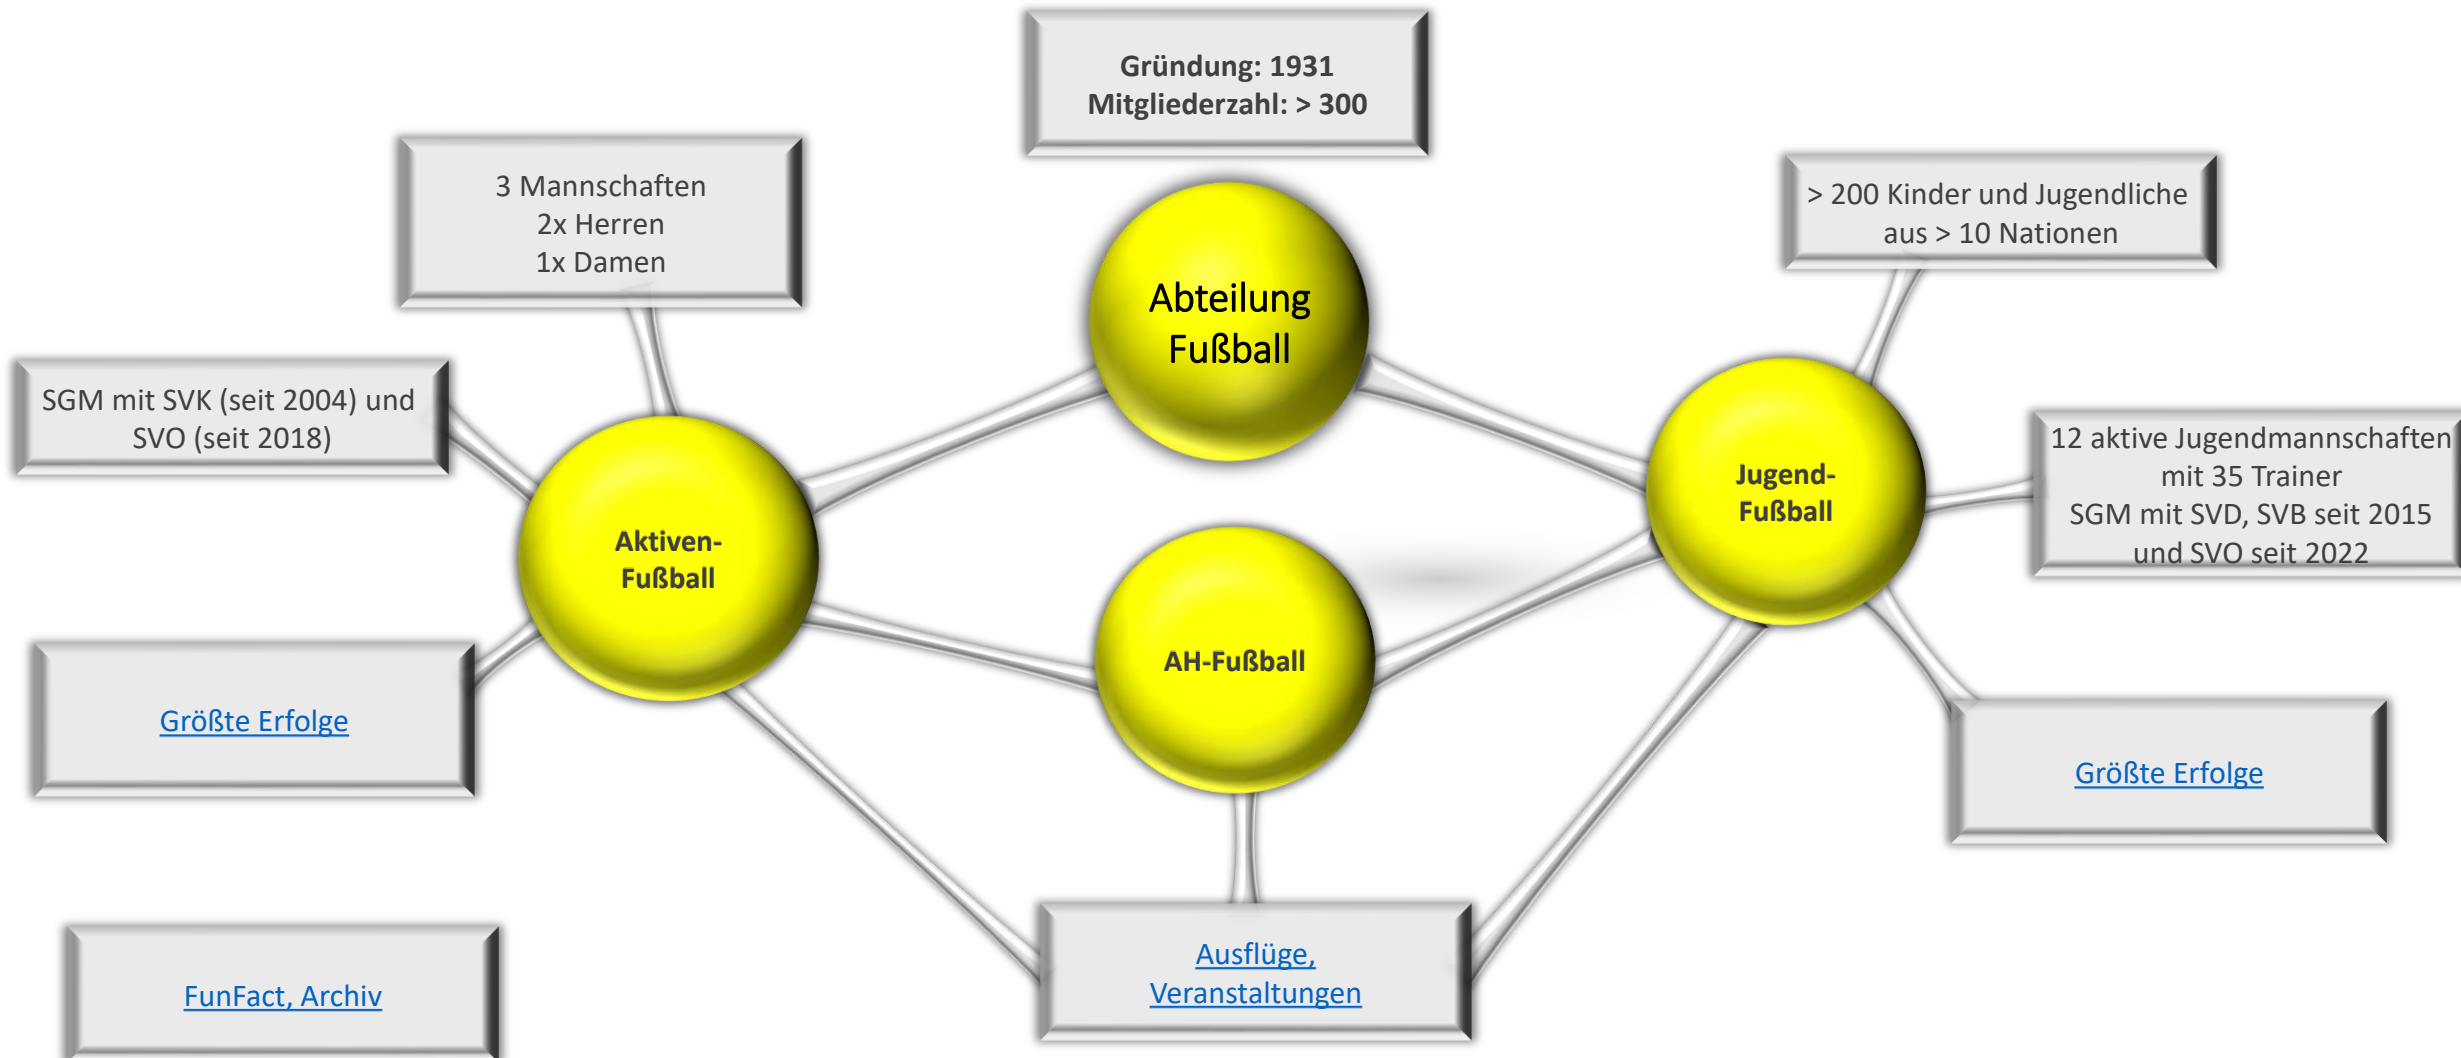 Gründung: 1931
Mitgliederzahl: > 300
3 Mannschaften
2x Herren
1x Damen
> 200 Kinder und Jugendliche
aus > 10 Nationen
Abteilung
Fußball
SGM mit SVK (seit 2004) und
SVO (seit 2018)
12 aktive Jugendmannschaften
mit 35 Trainer
SGM mit SVD, SVB seit 2015
und SVO seit 2022
Jugend-
Fußball
Aktiven-
Fußball
AH-Fußball
Größte Erfolge
Größte Erfolge
Ausflüge,
Veranstaltungen
FunFact, Archiv